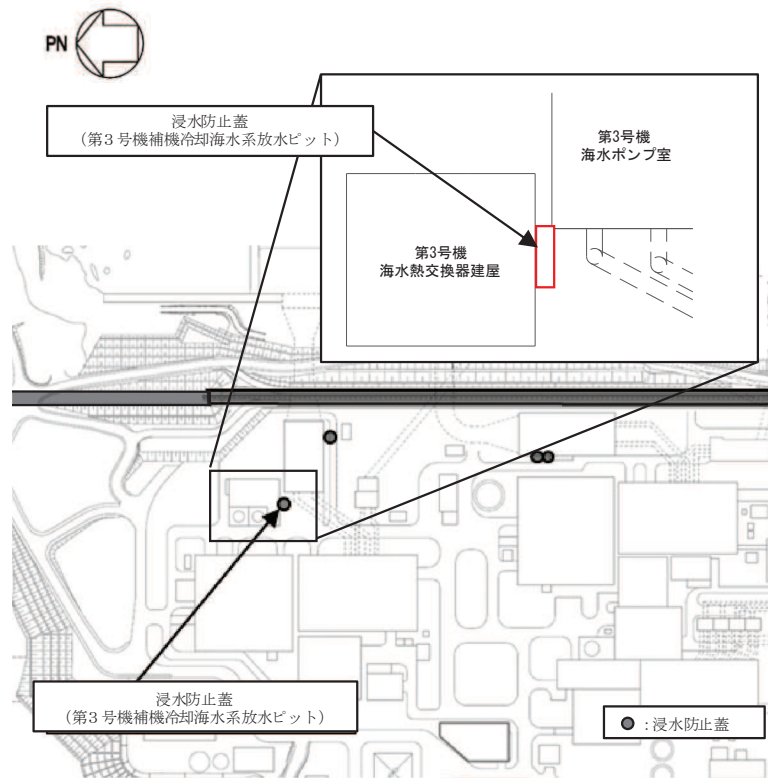 PN
浸水防止蓋
(第3号機補機冷却海水系放水ピット)
第3号機
海水ポンプ室
第3号機
海水熱交換器建屋
浸水防止蓋
(第3号機補機冷却海水系放水ピット)
:浸水防止蓋